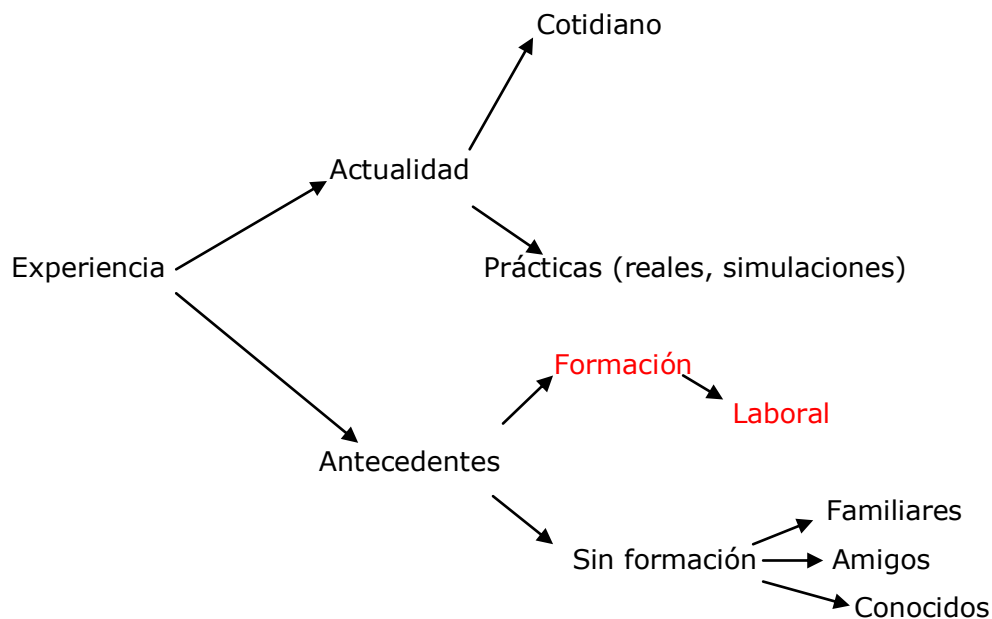 Cotidiano
Actualidad
Experiencia
Prácticas (reales, simulaciones)
Formación
Laboral
Antecedentes
Familiares
Sin formación
Amigos
Conocidos